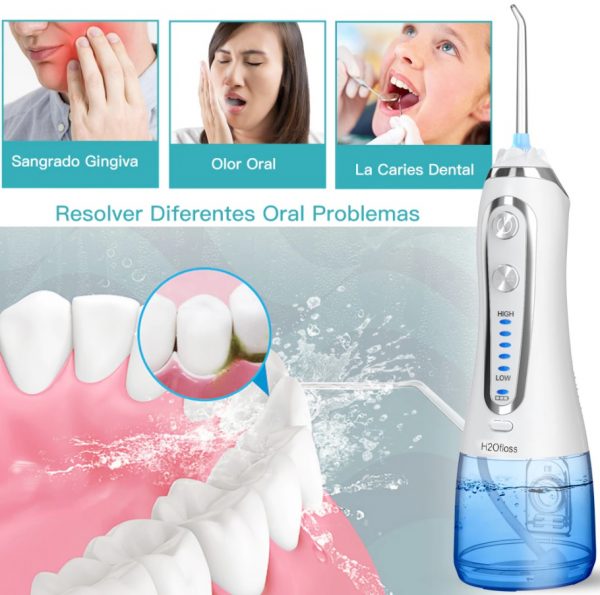 Sangrado Gingiva
Olor Oral
La Caries Dental
Resolver Diferentes Oral Problemas
HIGH
LOW
H2Ofloss